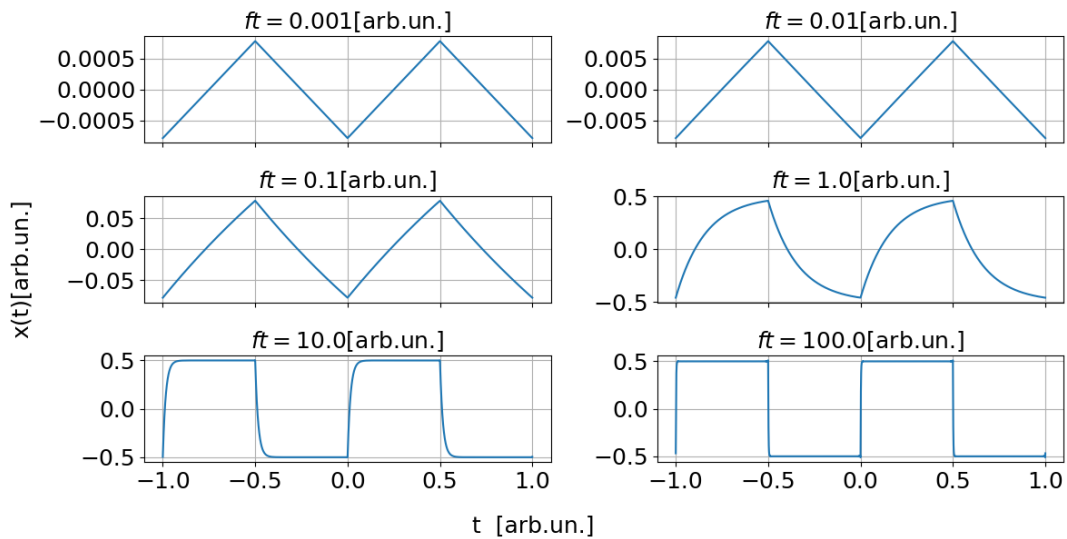 ft = 0.001[arb.un.]
0.0005
0.0000
−0.0005
ft = 0.01[arb.un.]
0.005
0.000
−0.005
ft = 0.1[arb.un.]
0.05
0.00
−0.05
ft = 1.0[arb.un.]
0.5
0.0
−0.5
x(t)[arb.un.]
ft = 10.0[arb.un.]
0.5
0.0
−0.5
−1.0 −0.5 0.0 0.5 1.0
ft = 100.0[arb.un.]
0.5
0.0
−0.5
−1.0 −0.5 0.0 0.5 1.0
t [arb.un.]